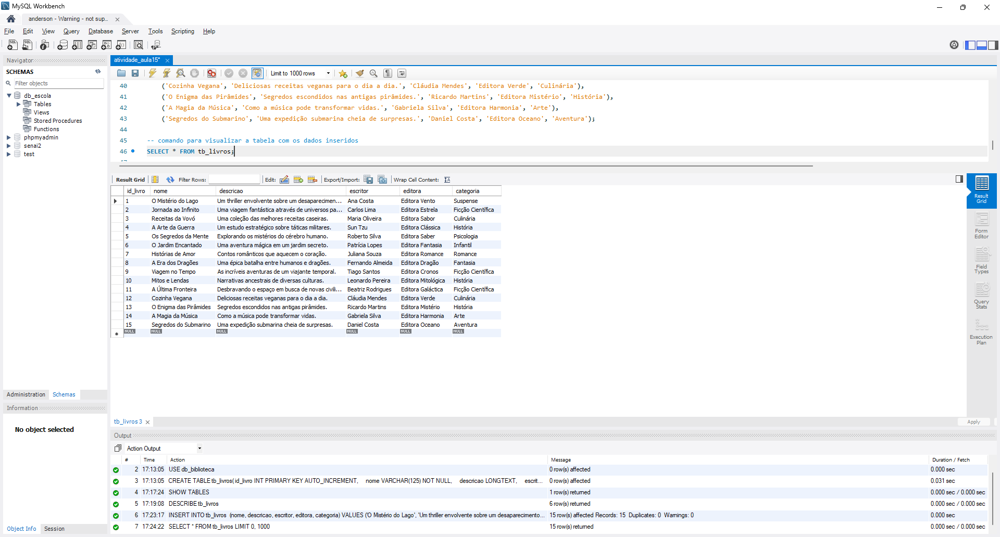 MySQL Workbench
anderson - Warning - not sup...
File Edit View Query Database Server Tools Scripting Help
Navigator
SCHEMAS
Filter objects
db_escola
Tables
Views
Stored Procedures
Functions
phpmyadmin
senai2
test
Administration Schemas
Information
No object selected
Object Info Session
atividade_aula15*
Limit to 1000 rows
40 ('Cozinha Vegana', 'Deliciosas receitas veganas para o dia a dia.', 'Cláudia Mendes', 'Editora Verde', 'Culinária'),
41 ('O Enigma das Pirâmides', 'Segredos escondidos nas antigas pirâmides.', 'Ricardo Martins', 'Editora Mistério', 'História'),
42 ('A Magia da Música', 'Como a música pode transformar vidas.', 'Gabriela Silva', 'Editora Harmonia', 'Arte'),
43 ('Segredos do Submarino', 'Uma expedição submarina cheia de surpresas.', 'Daniel Costa', 'Editora Oceano', 'Aventura');
44
45 -- comando para visualizar a tabela com os dados inseridos
46 SELECT * FROM tb_livros;
Result Grid Filter Rows: Edit: Export/Import: Wrap Cell Content:
id_livro nome descricao escritor editora categoria
1 O Mistério do Lago Um thriller envolvente sobre um desaparecimen... Ana Costa Editora Vento Suspense
2 Jornada ao Infinito Uma viagem fantástica através de universos pa... Carlos Lima Editora Estrela Ficção Científica
3 Receitas da Vovó Uma coleção das melhores receitas caseiras. Maria Oliveira Editora Sabor Culinária
4 A Arte da Guerra Um estudo estratégico sobre táticas militares. Sun Tzu Editora Clássica História
5 Os Segredos da Mente Explorando os mistérios do cérebro humano. Roberto Silva Editora Saber Psicologia
6 O Jardim Encantado Uma aventura mágica em um jardim secreto. Patrícia Lopes Editora Fantasia Infantil
7 Histórias de Amor Contos românticos que aquecem o coração. Juliana Souza Editora Romance Romance
8 A Era dos Dragões Uma épica batalha entre humanos e dragões. Fernando Almeida Editora Dragão Fantasia
9 Viagem no Tempo As incríveis aventuras de um viajante temporal. Tiago Santos Editora Cronos Ficção Científica
10 Mitos e Lendas Narrativas ancestrais de diversas culturas. Leonardo Pereira Editora Mitológica História
11 A Última Fronteira Desbravando o espaço em busca de novas civili... Beatriz Rodrigues Editora Galáctica Ficção Científica
12 Cozinha Vegana Deliciosas receitas veganas para o dia a dia. Cláudia Mendes Editora Verde Culinária
13 O Enigma das Pirâmides Segredos escondidos nas antigas pirâmides. Ricardo Martins Editora Mistério História
14 A Magia da Música Como a música pode transformar vidas. Gabriela Silva Editora Harmonia Arte
15 Segredos do Submarino Uma expedição submarina cheia de surpresas. Daniel Costa Editora Oceano Aventura
NULL NULL NULL NULL NULL NULL
Result
Grid
Form
Editor
Field
Types
Query
Stats
Execution
Plan
tb_livros 3
Apply
Output
Action Output
# Time Action Message Duration / Fetch
2 17:13:05 USE db_biblioteca 0 row(s) affected 0.000 sec
3 17:13:05 CREATE TABLE tb_livros( id_livro INT PRIMARY KEY AUTO_INCREMENT, nome VARCHAR(125) NOT NULL, descricao LONGTEXT, escrit... 0 row(s) affected 0.031 sec
4 17:17:24 SHOW TABLES 1 row(s) returned 0.000 sec / 0.000 sec
5 17:19:08 DESCRIBE tb_livros 6 row(s) returned 0.000 sec / 0.000 sec
6 17:23:17 INSERT INTO tb_livros (nome, descricao, escritor, editora, categoria) VALUES ('O Mistério do Lago', 'Um thriller envolvente sobre um desaparecimento... 15 row(s) affected Records: 15 Duplicates: 0 Warnings: 0 0.000 sec
7 17:24:22 SELECT * FROM tb_livros LIMIT 0, 1000 15 row(s) returned 0.000 sec / 0.000 sec